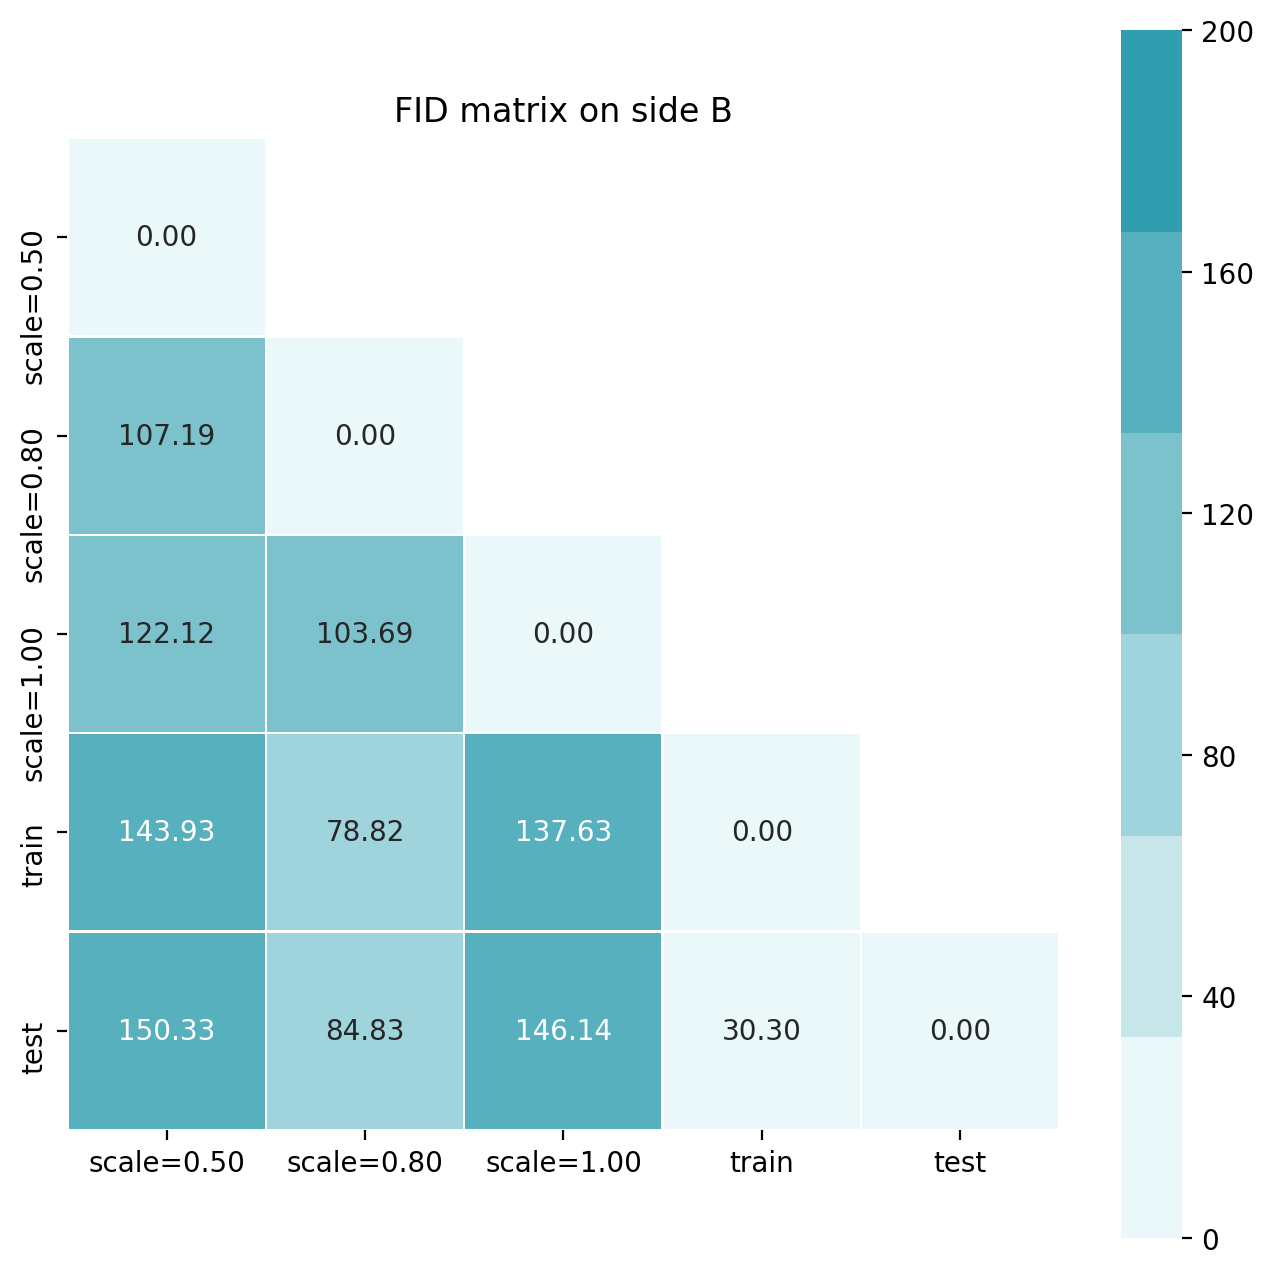 FID matrix on side B
200
160
120
80
40
0
scale=0.50
0.00
scale=0.80
107.19 0.00
scale=1.00
122.12 103.69 0.00
train
143.93 78.82 137.63 0.00
test
150.33 84.83 146.14 30.30 0.00
scale=0.50 scale=0.80 scale=1.00 train test